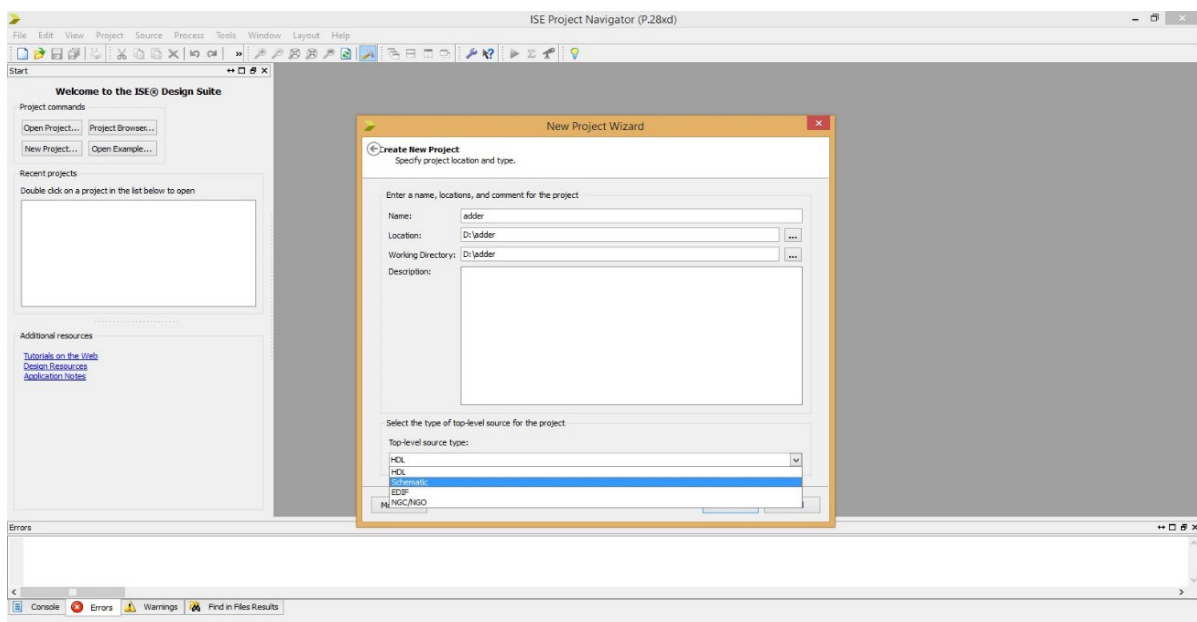 ISE Project Navigator (P.28xd)
File Edit View Project Source Process Tools Window Layout Help
Start
Welcome to the ISE® Design Suite
Project commands
Open Project... Project Browser...
New Project... Open Example...
Recent projects
Double click on a project in the list below to open
Additional resources
Tutorials on the Web
Design Resources
Application Notes
New Project Wizard
Create New Project
Specify project location and type.
Enter a name, locations, and comment for the project
Name: adder
Location: D:\adder ...
Working Directory: D:\adder ...
Description:
Select the type of top-level source for the project
Top-level source type:
HDL
HDL
Schematic
EDIF
NGC/NGO
Errors
Console Errors Warnings Find in Files Results